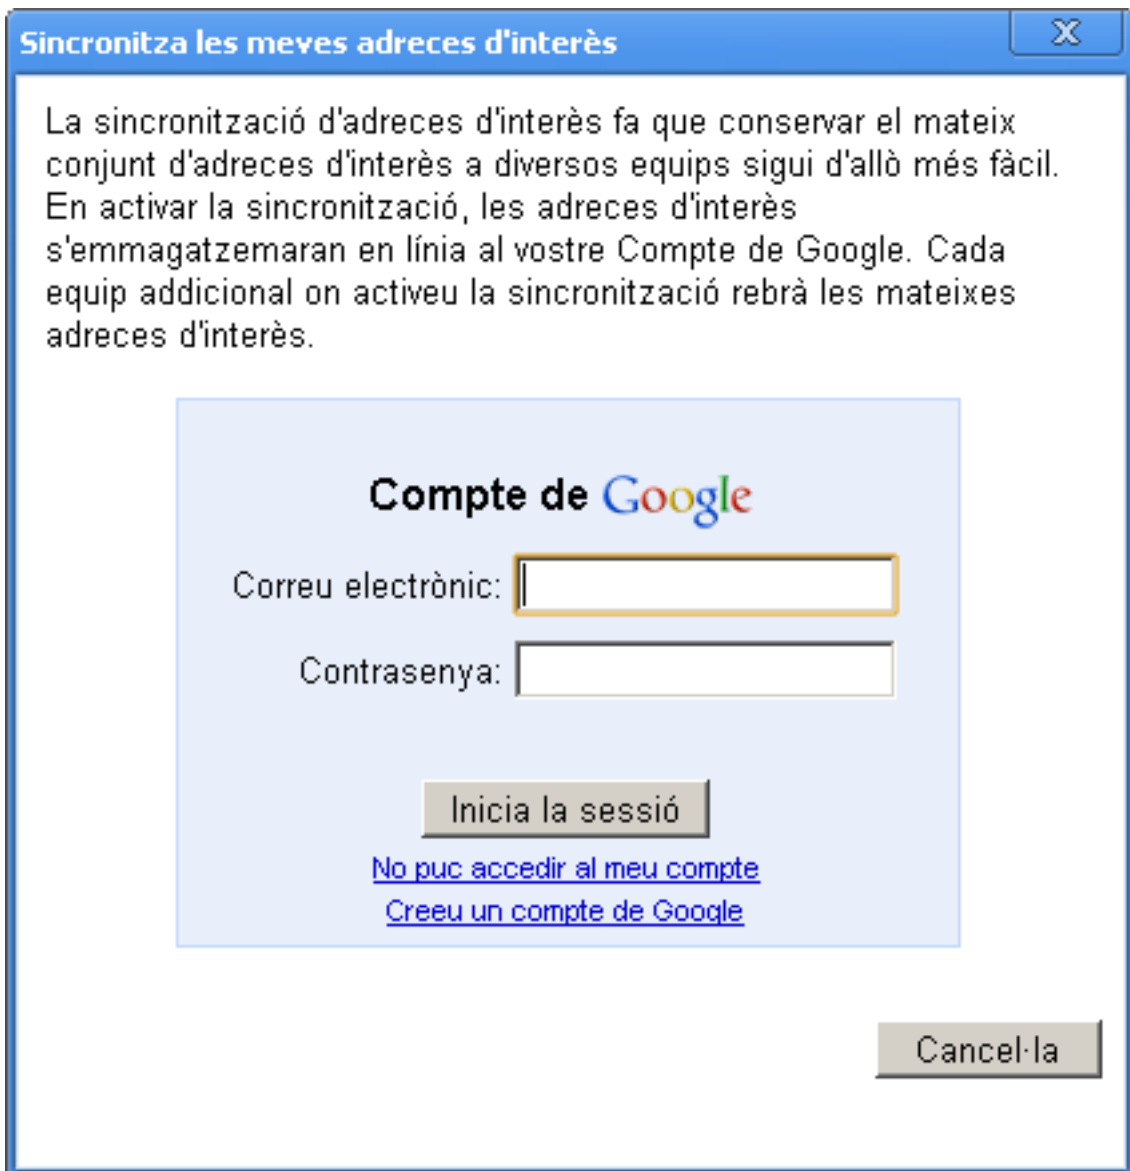 Sincronitza les meves adreces d'interès
X
La sincronització d'adreces d'interès fa que conservar el mateix
conjunt d'adreces d'interès a diversos equips sigui d'allò més fàcil.
En activar la sincronització, les adreces d'interès
s'emmagatzemaran en línia al vostre Compte de Google. Cada
equip addicional on activeu la sincronització rebrà les mateixes
adreces d'interès.
Compte de Google
Correu electrònic:
Contrasenya:
Inicia la sessió
No puc accedir al meu compte
Creeu un compte de Google
Cancel·la